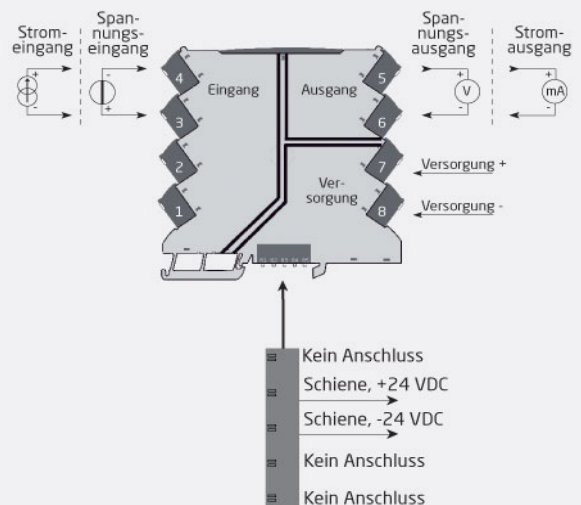 Strom-
eingang
Span-
nungs-
eingang
Span-
nungs-
ausgang
Strom-
ausgang
+
-
-
+
4
3
2
1
Eingang
Ausgang
Ver-
sorgung
5
6
7
8
+
V
-
+
mA
-
Versorgung +
Versorgung -
Kein Anschluss
Schiene, +24 VDC
Schiene, -24 VDC
Kein Anschluss
Kein Anschluss